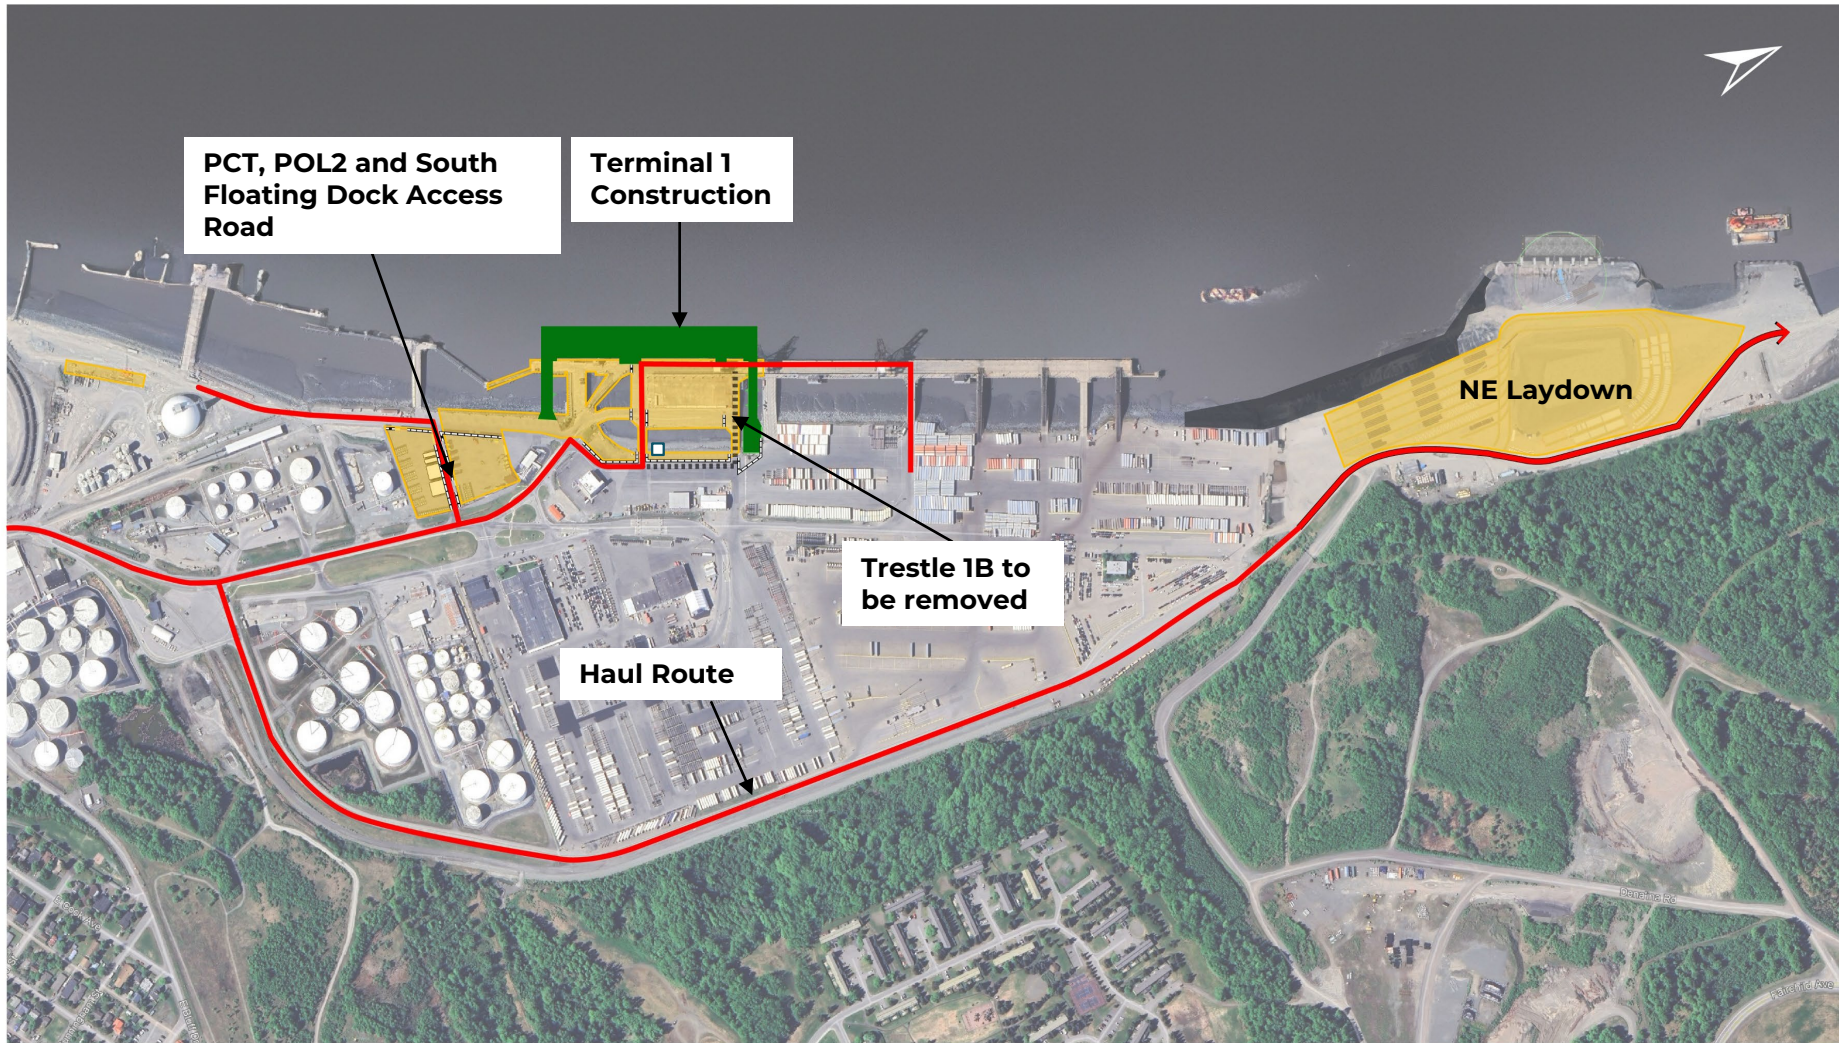 PCT, POL2 and South
Floating Dock Access
Road
Terminal 1
Construction
NE Laydown
Trestle 1B to
be removed
Haul Route